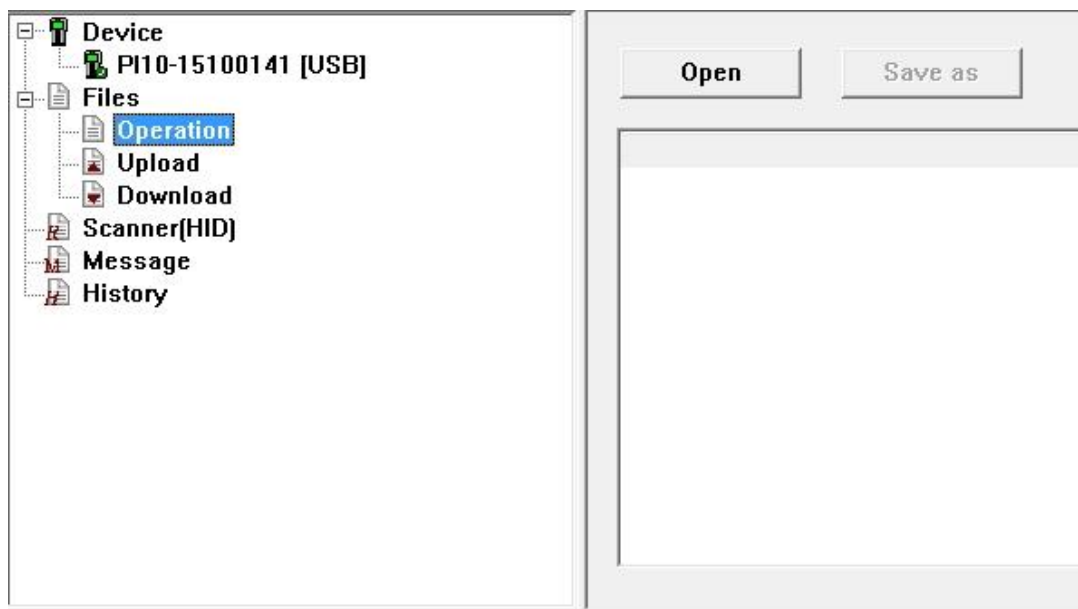 Device
PI10-15100141 [USB]
Files
Operation
Upload
Download
Scanner(HID)
Message
History
Open
Save as